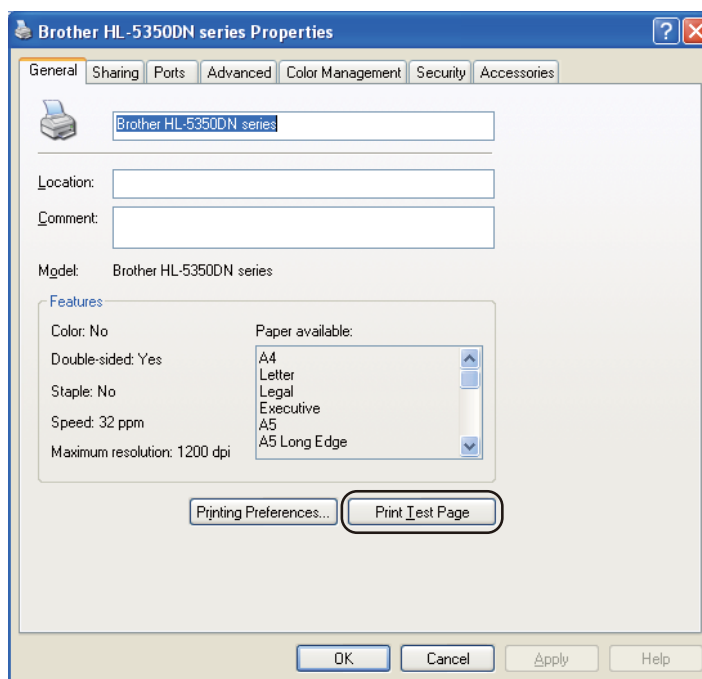 Brother HL-5350DN series Properties
?
General Sharing Ports Advanced Color Management Security Accessories
Brother HL-5350DN series
Location:
Comment:
Model: Brother HL-5350DN series
Features
Color: No
Paper available:
Double-sided: Yes
Staple: No
Speed: 32 ppm
Maximum resolution: 1200 dpi
A4
Letter
Legal
Executive
A5
A5 Long Edge
Printing Preferences... Print Test Page
OK Cancel Apply Help